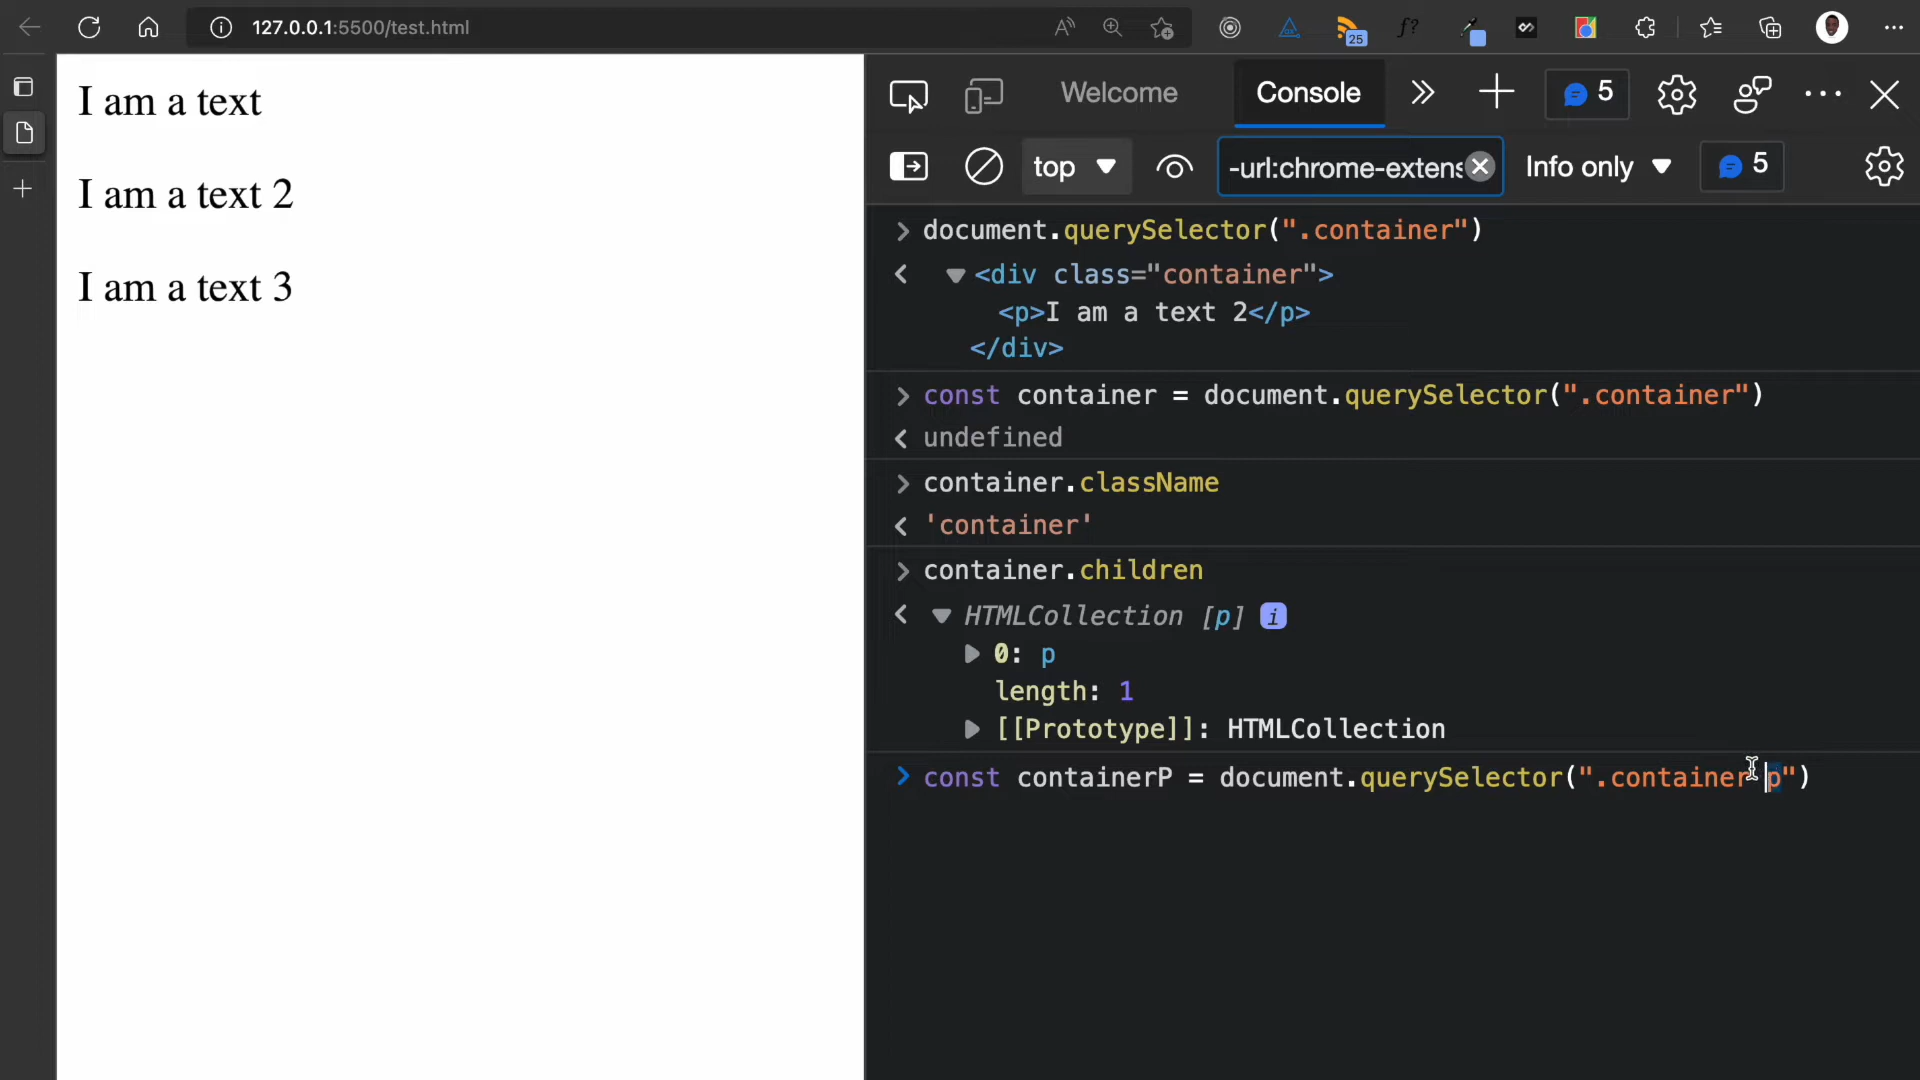 127.0.0.1:5500/test.html
25
I am a text
I am a text 2
I am a text 3
Welcome
Console
5
top
-url:chrome-extens
Info only
5
document.querySelector(".container")
<div class="container">
<p>I am a text 2</p>
</div>
const container = document.querySelector(".container")
undefined
container.className
'container'
container.children
HTMLCollection [p] i
0: p
length: 1
[[Prototype]]: HTMLCollection
const containerP = document.querySelector(".container p")